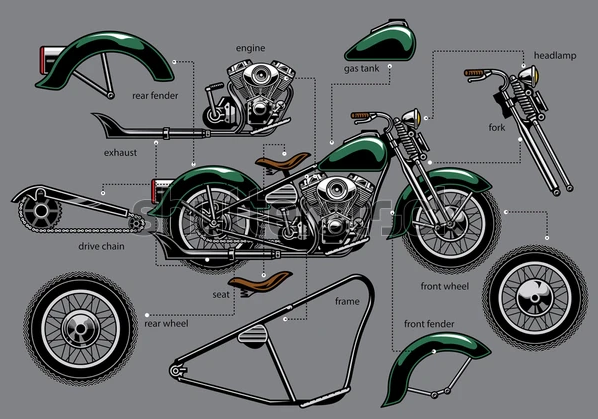 engine
headlamp
gas tank
rear fender
fork
exhaust
drive chain
seat
front wheel
frame
rear wheel
front fender